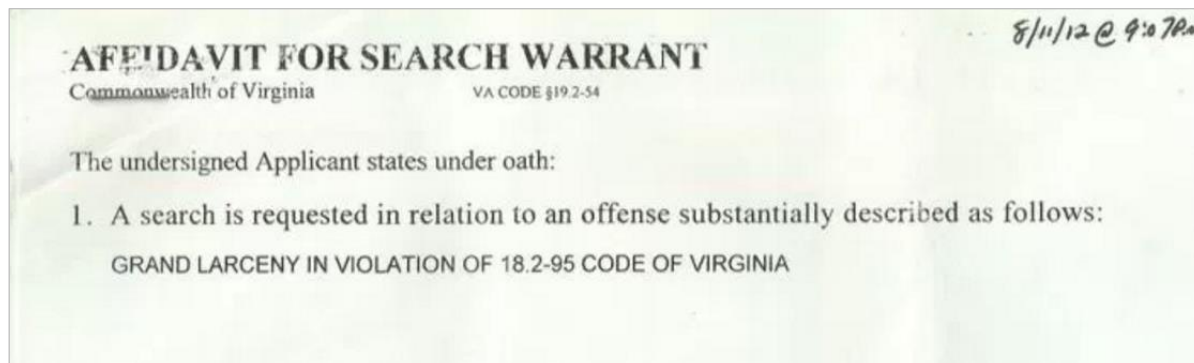 8/11/12 @ 9:07Pm
AFFIDAVIT FOR SEARCH WARRANT
Commonwealth of Virginia VA CODE §19.2-54
The undersigned Applicant states under oath:
1. A search is requested in relation to an offense substantially described as follows:
GRAND LARCENY IN VIOLATION OF 18.2-95 CODE OF VIRGINIA